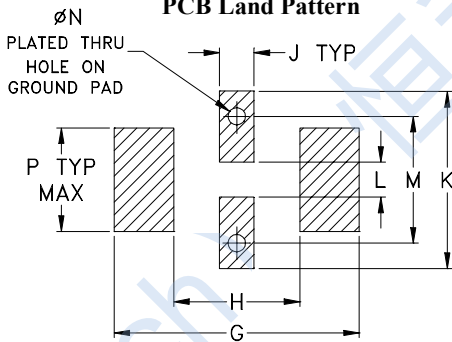 PCB Land Pattern
øN
PLATED THRU
HOLE ON
GROUND PAD
J TYP
P TYP
MAX
L
M
K
H
G